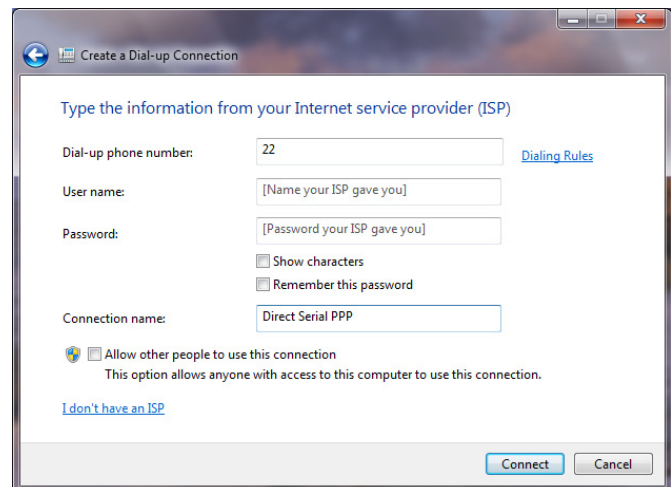 Create a Dial-up Connection
Type the information from your Internet service provider (ISP)
Dial-up phone number: 22 Dialing Rules
User name: [Name your ISP gave you]
Password: [Password your ISP gave you]
Show characters
Remember this password
Connection name: Direct Serial PPP
Allow other people to use this connection
This option allows anyone with access to this computer to use this connection.
I don't have an ISP
Connect Cancel